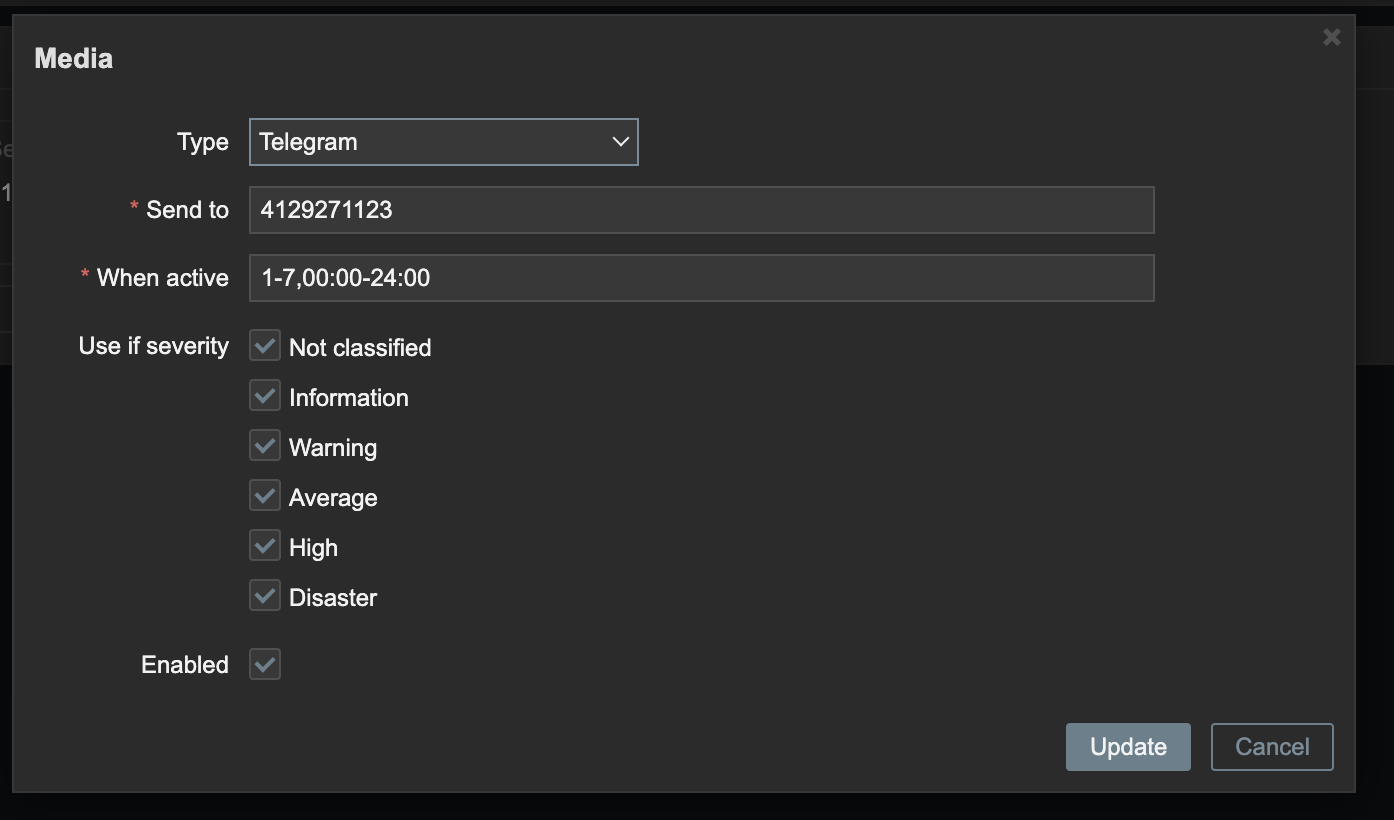 Media
Type Telegram
* Send to 4129271123
* When active 1-7,00:00-24:00
Use if severity Not classified
Information
Warning
Average
High
Disaster
Enabled
Update Cancel